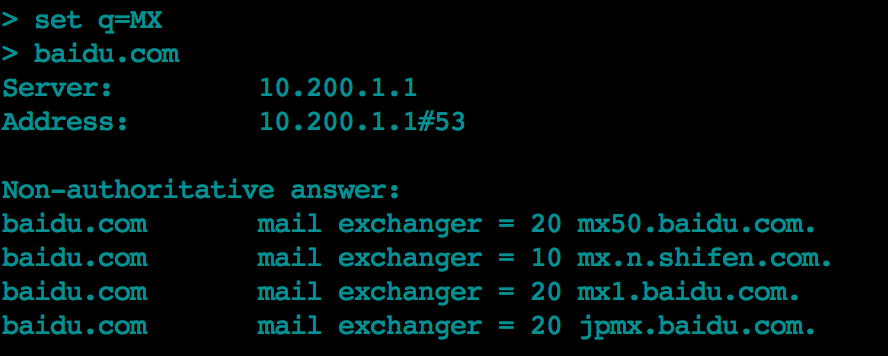 > set q=MX
> baidu.com
Server:		10.200.1.1
Address:	10.200.1.1#53

Non-authoritative answer:
baidu.com	mail exchanger = 20 mx50.baidu.com.
baidu.com	mail exchanger = 10 mx.n.shifen.com.
baidu.com	mail exchanger = 20 mx1.baidu.com.
baidu.com	mail exchanger = 20 jpmx.baidu.com.